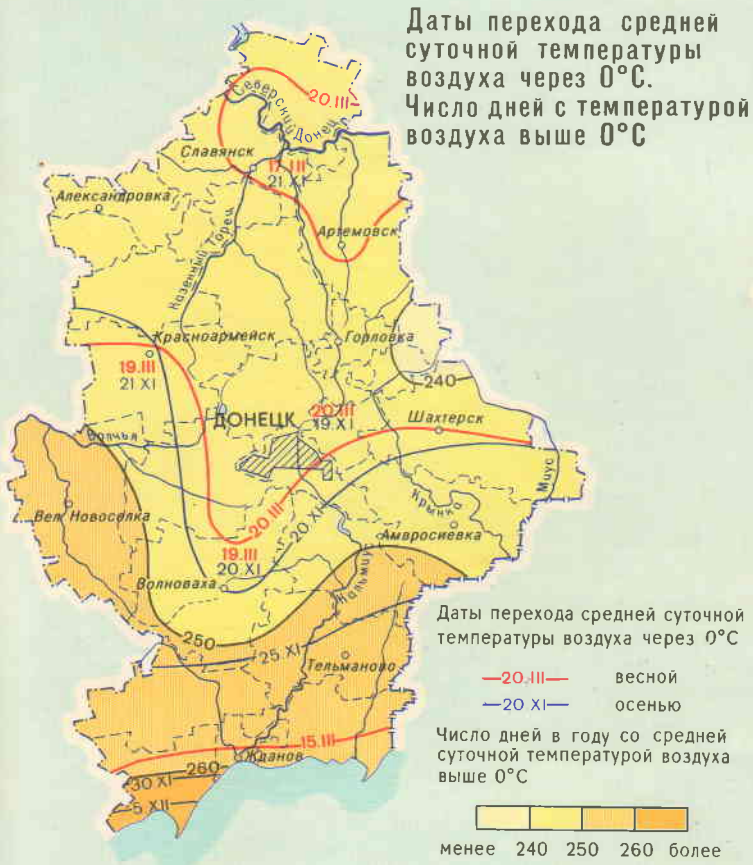 Даты перехода средней
суточной температуры
воздуха через 0°С.
Число дней с температурой
воздуха выше 0°С
20.III
Северский Донец
Славянск
17.III
21 XI
Александровка
Артемовск
Казенный Торец
Красноармейск
Горловка
19.III
21 XI
240
ДОНЕЦК
20.III
19 XI
Шахтерск
Волчья
Миус
Крынка
Вел Новоселка
20.III
20 XI
19.III
20 XI
Амвросиевка
Волноваха
Кальмиус
250
25.XI
Тельманово
15.III
Жданов
260
30 XI
5 XII
Даты перехода средней суточной
температуры воздуха через 0°С
20.III весной
20 XI осенью
Число дней в году со средней
суточной температурой воздуха
выше 0°С
менее 240 250 260 более